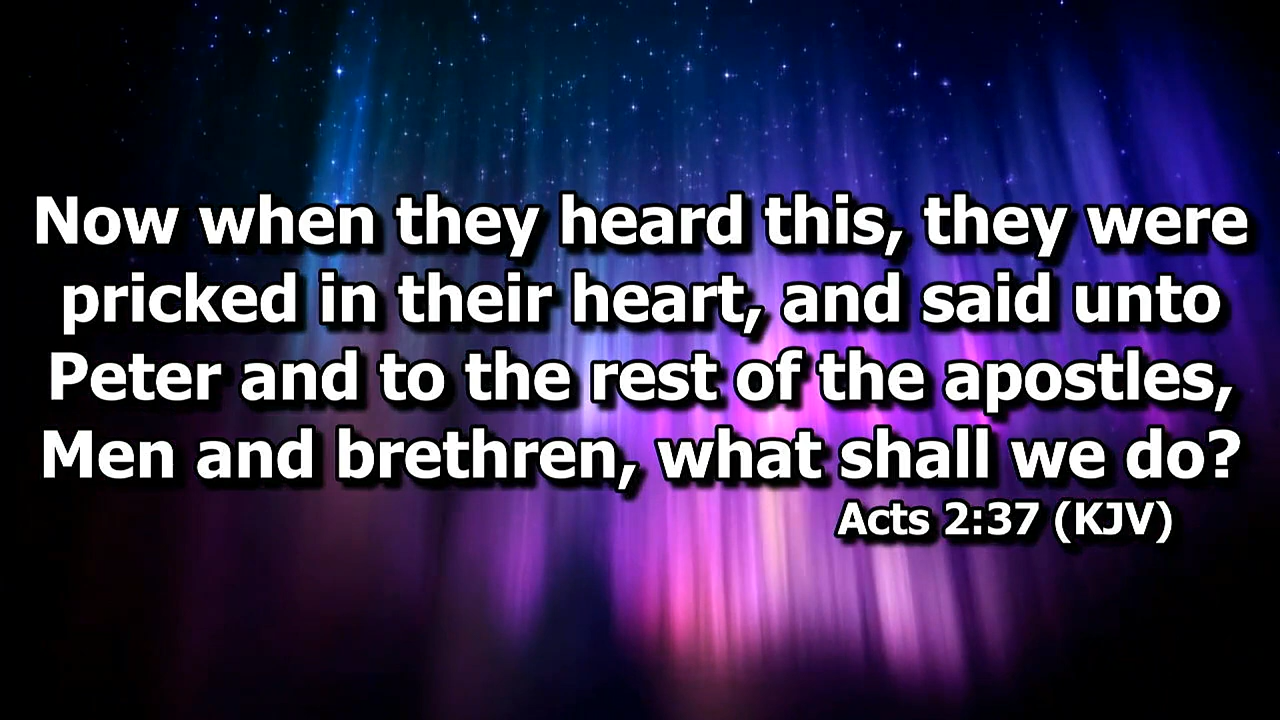 Now when they heard this, they were
pricked in their heart, and said unto
Peter and to the rest of the apostles,
Men and brethren, what shall we do?
Acts 2:37 (KJV)